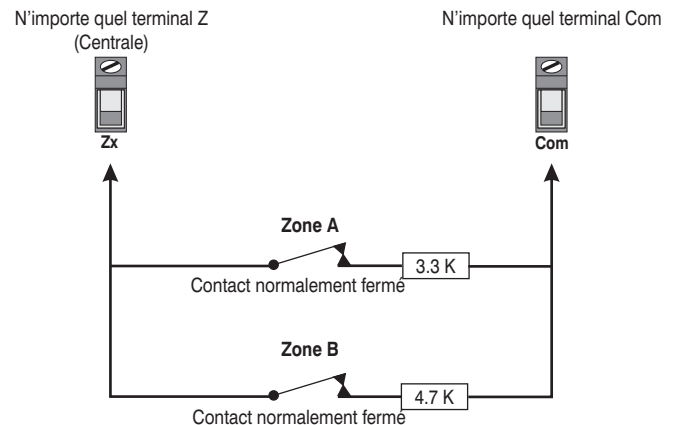 N'importe quel terminal Z
(Centrale)
N'importe quel terminal Com
Zx
Com
Zone A
3.3 K
Contact normalement fermé
Zone B
4.7 K
Contact normalement fermé